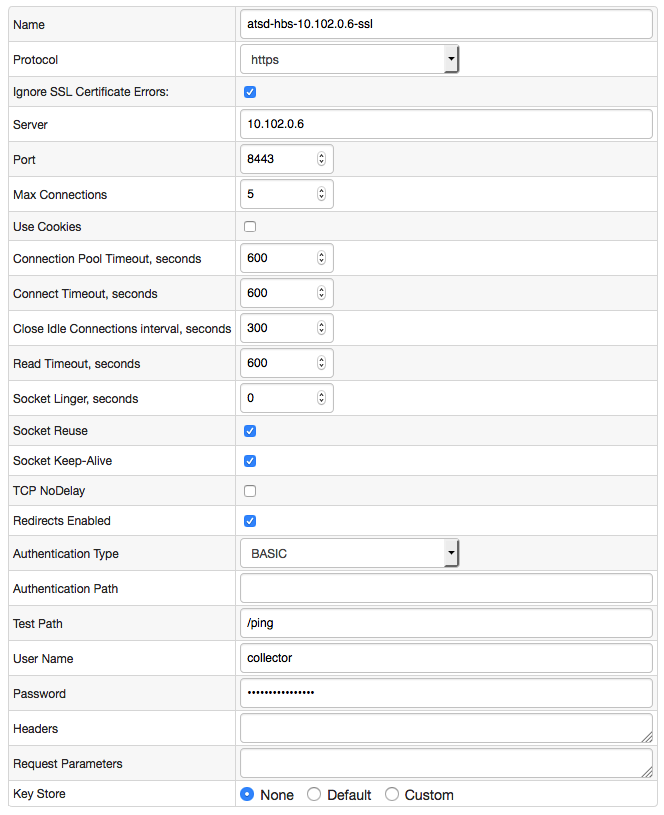 Name atsd-hbs-10.102.0.6-ssl
Protocol https
Ignore SSL Certificate Errors:
Server 10.102.0.6
Port 8443
Max Connections 5
Use Cookies
Connection Pool Timeout, seconds 600
Connect Timeout, seconds 600
Close Idle Connections interval, seconds 300
Read Timeout, seconds 600
Socket Linger, seconds 0
Socket Reuse
Socket Keep-Alive
TCP NoDelay
Redirects Enabled
Authentication Type BASIC
Authentication Path
Test Path /ping
User Name collector
Password ••••••••••••••••
Headers
Request Parameters
Key Store None Default Custom